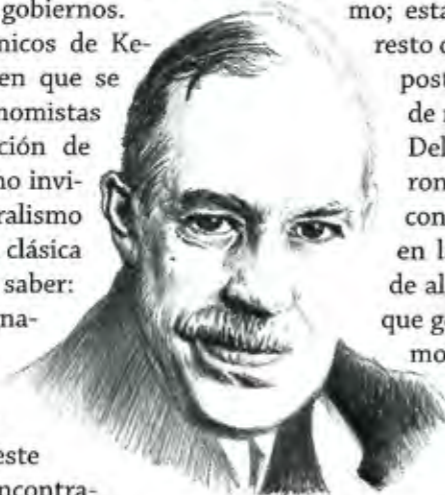 gobiernos.
nicos de Ke-
en que se
nomistas
ción de
no invi-
ralismo
clásica
saber:
na-
este
ncontra-
mo; esta
resto
post
de
Del
ron
con
en l
de al
que g
mo